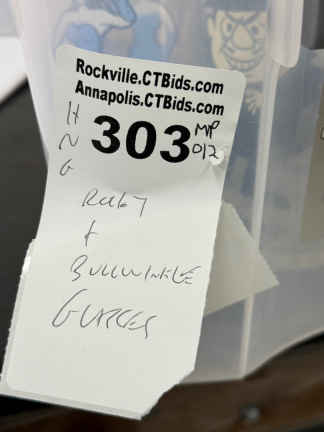 Rockville.CTBids.com
Annapolis.CTBids.com
303
MP
012
H
N
G
Rocky
+
BULLWINKLE
GLASSES